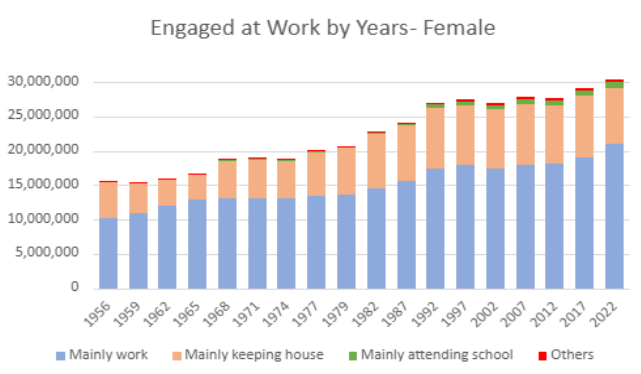 Engaged at Work by Years- Female
30,000,000
25,000,000
20,000,000
15,000,000
10,000,000
5,000,000
0
1956 1959 1962 1965 1968 1971 1974 1977 1979 1982 1987 1992 1997 2002 2007 2012 2017 2022
Mainly work Mainly keeping house Mainly attending school Others